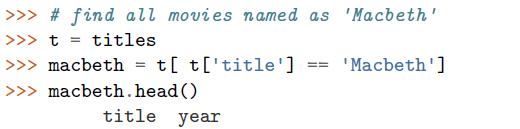 >>> # find all movies named as 'Macbeth'
>>> t = titles
>>> macbeth = t[ t['title'] == 'Macbeth']
>>> macbeth.head()
title year